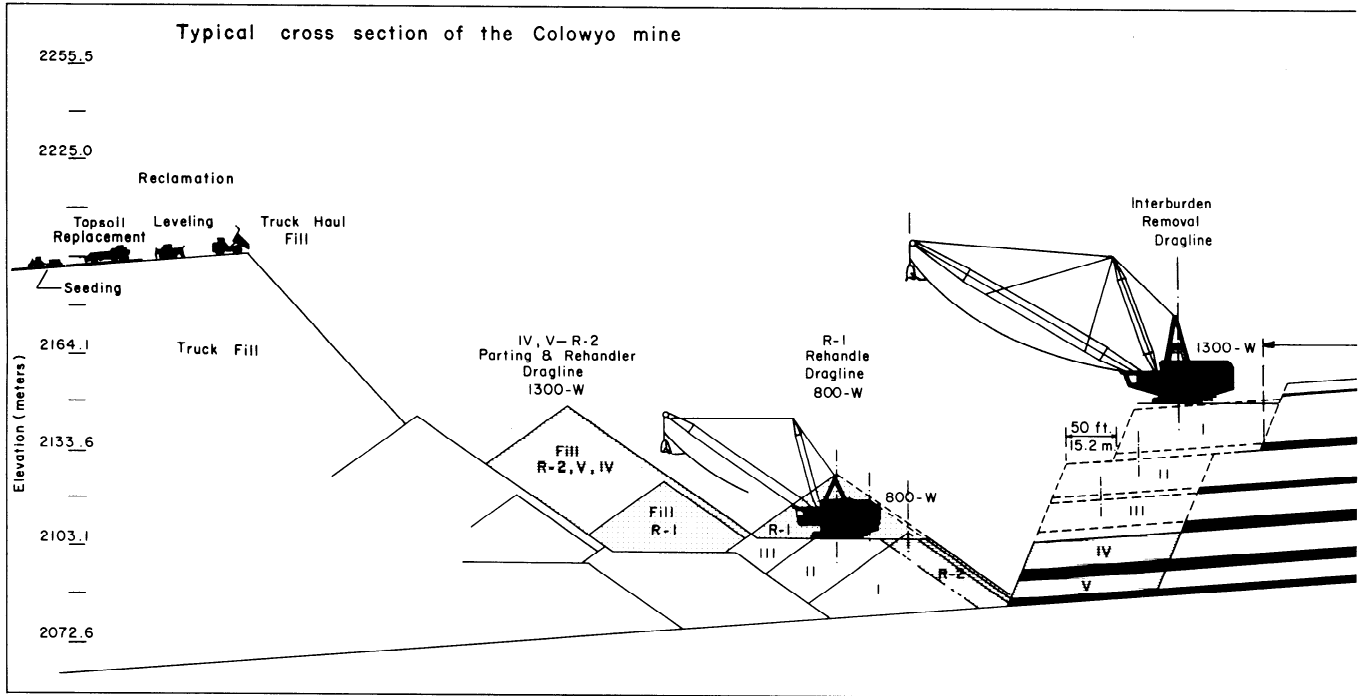 Typical cross section of the Colowyo mine
2255.5
2225.0
Reclamation
Topsoil
Replacement
Leveling
Truck Haul
Fill
Seeding
Interburden
Removal
Dragline
2164.1
Truck Fill
IV, V–R-2
Parting & Rehandler
Dragline
1300-W
R-1
Rehandle
Dragline
800-W
1300-W
Elevation (meters)
2133.6
Fill
R-2, V, IV
50 ft.
15.2 m
I
II
III
IV
V
800-W
Fill
R-1
R-1
2103.1
III
II
I
R-2
2072.6